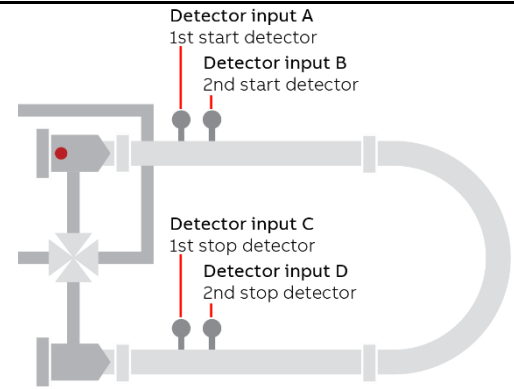 Detector input A
1st start detector
Detector input B
2nd start detector
Detector input C
1st stop detector
Detector input D
2nd stop detector